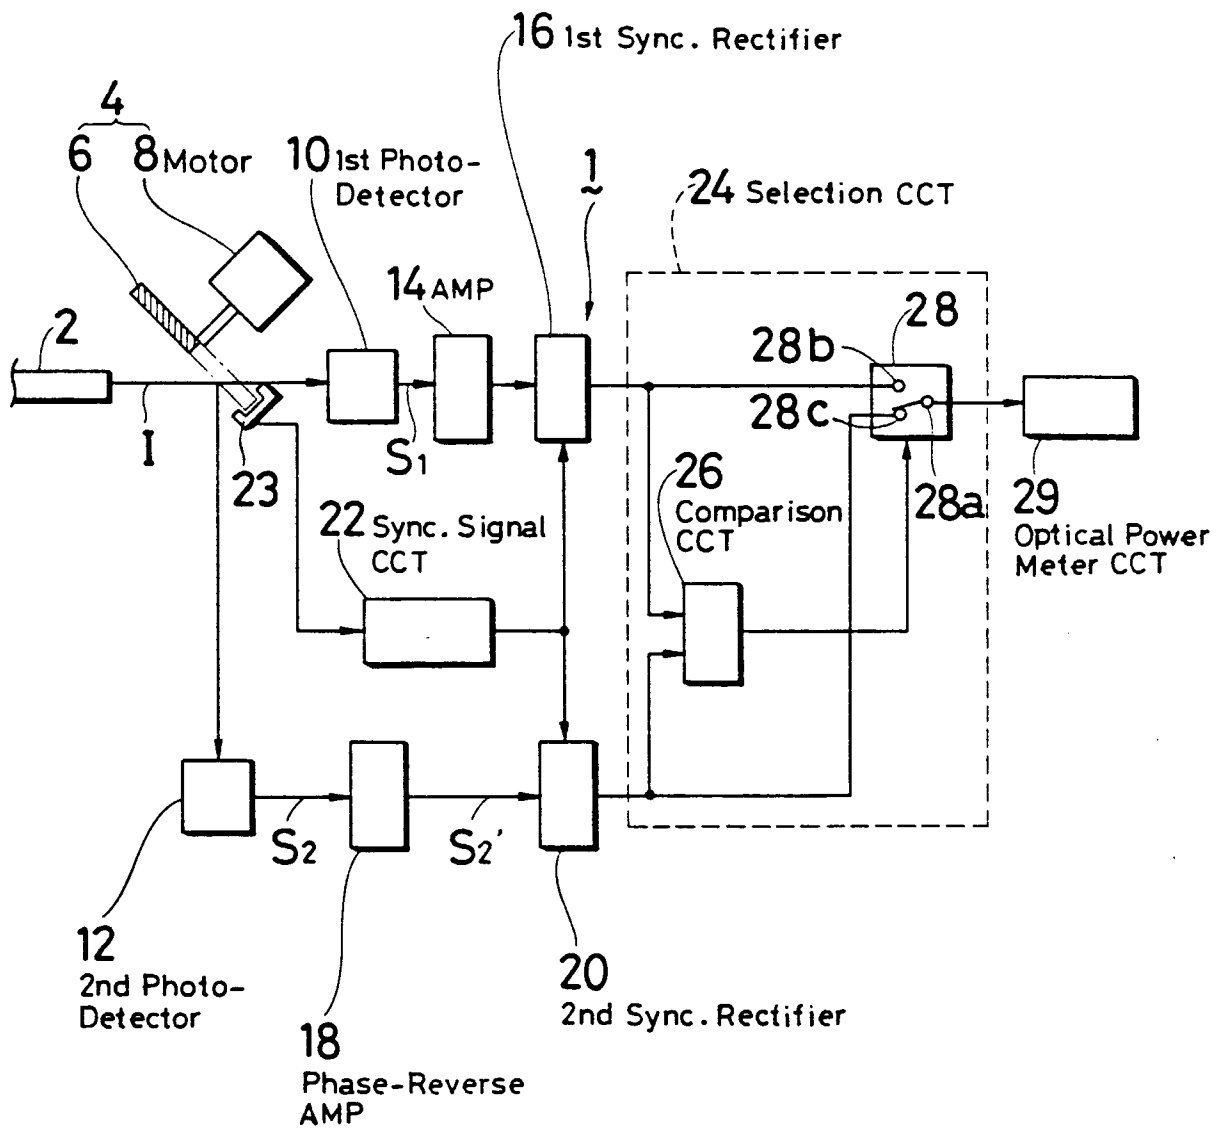 16 1st Sync. Rectifier
4
6 8 Motor
10 1st Photo-
Detector
1
24 Selection CCT
14 AMP
2
28
28b
28c
I
S1
23
26
Comparison
CCT
28a
29
Optical Power
Meter CCT
22 Sync. Signal
CCT
S2
S2'
12
2nd Photo-
Detector
20
2nd Sync. Rectifier
18
Phase-Reverse
AMP